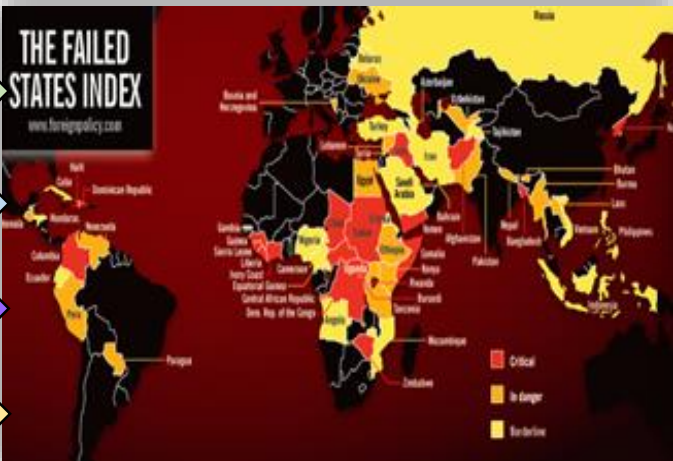 THE FAILED
STATES INDEX
www.foreignpolicy.com
Russia
Belarus
Ukraine
Bosnia and
Herzegovina
Azerbaijan
Uzbekistan
Turkey
Tajikistan
Lebanon
Syria
Iran
Egypt
Saudi
Arabia
Haiti
Cuba
Dominican Republic
Honduras
Venezuela
Colombia
Ecuador
Peru
Paraguay
Gambia
Guinea
Sierra Leone
Liberia
Ivory Coast
Equatorial Guinea
Central African Republic
Dem. Rep. of the Congo
Nigeria
Cameroon
Chad
Sudan
Ethiopia
Uganda
Angola
Bahrain
Yemen
Afghanistan
Pakistan
Somalia
Kenya
Rwanda
Burundi
Tanzania
Mozambique
Zimbabwe
Nepal
Bangladesh
Bhutan
Burma
Laos
Vietnam
Philippines
Indonesia
Critical
In danger
Borderline